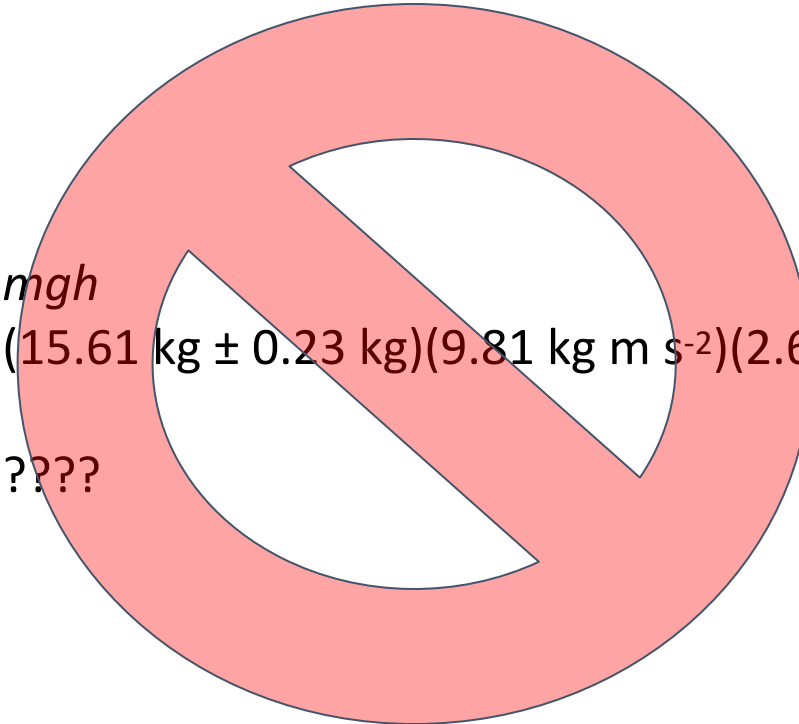 mgh
(15.61 kg ± 0.23 kg)(9.81 kg m s⁻²)(2.6
????